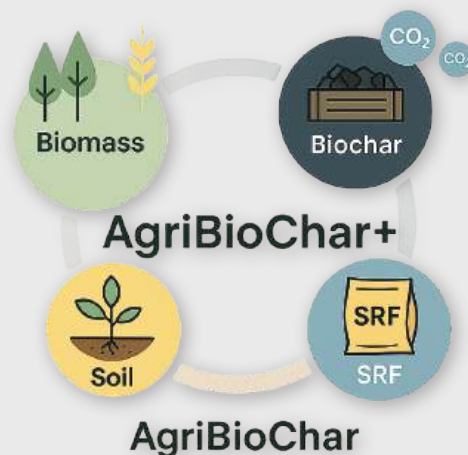 CO₂
CO₂
Biomass
Biochar
AgriBioChar+
SRF
Soil
SRF
AgriBioChar